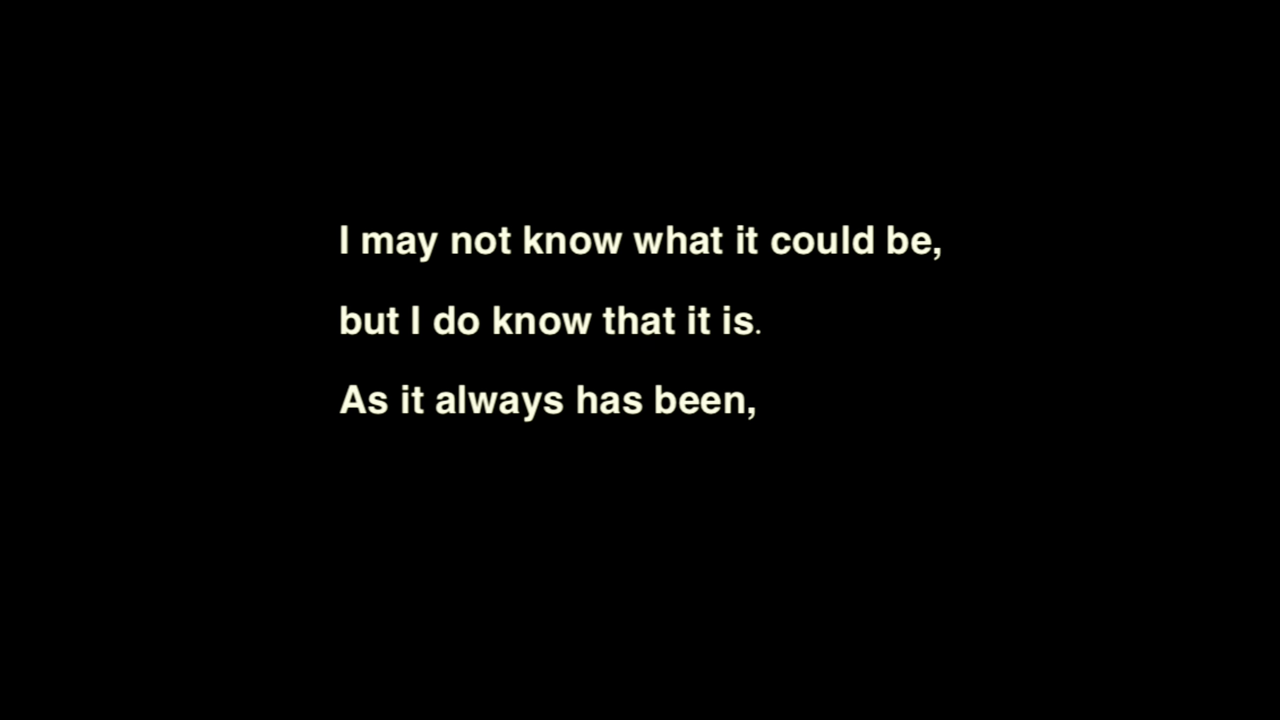 I may not know what it could be,
but I do know that it is.
As it always has been,